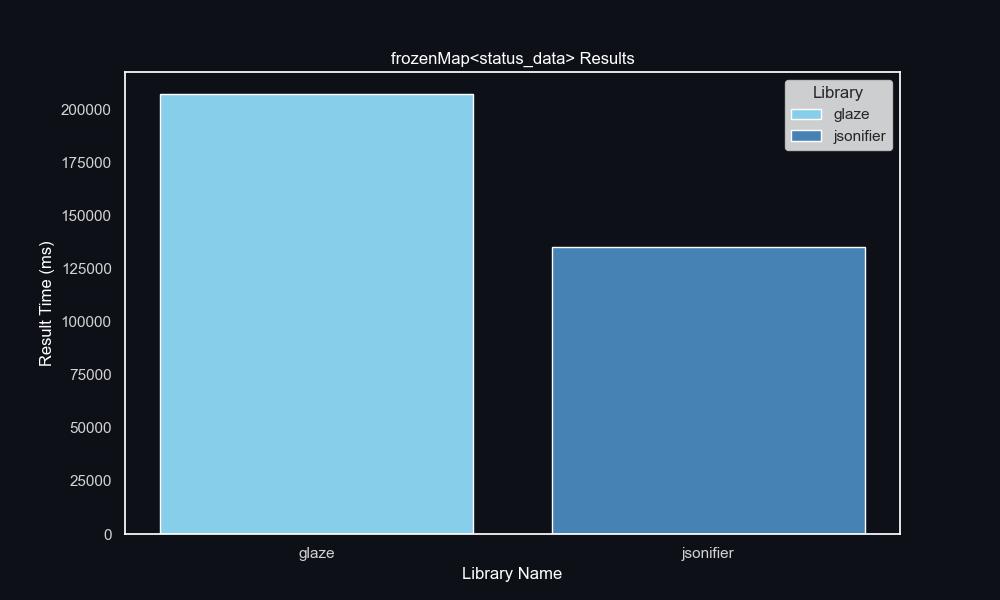 frozenMap<status_data> Results
Library
glaze
jsonifier
Result Time (ms)
200000
175000
150000
125000
100000
75000
50000
25000
0
glaze
jsonifier
Library Name